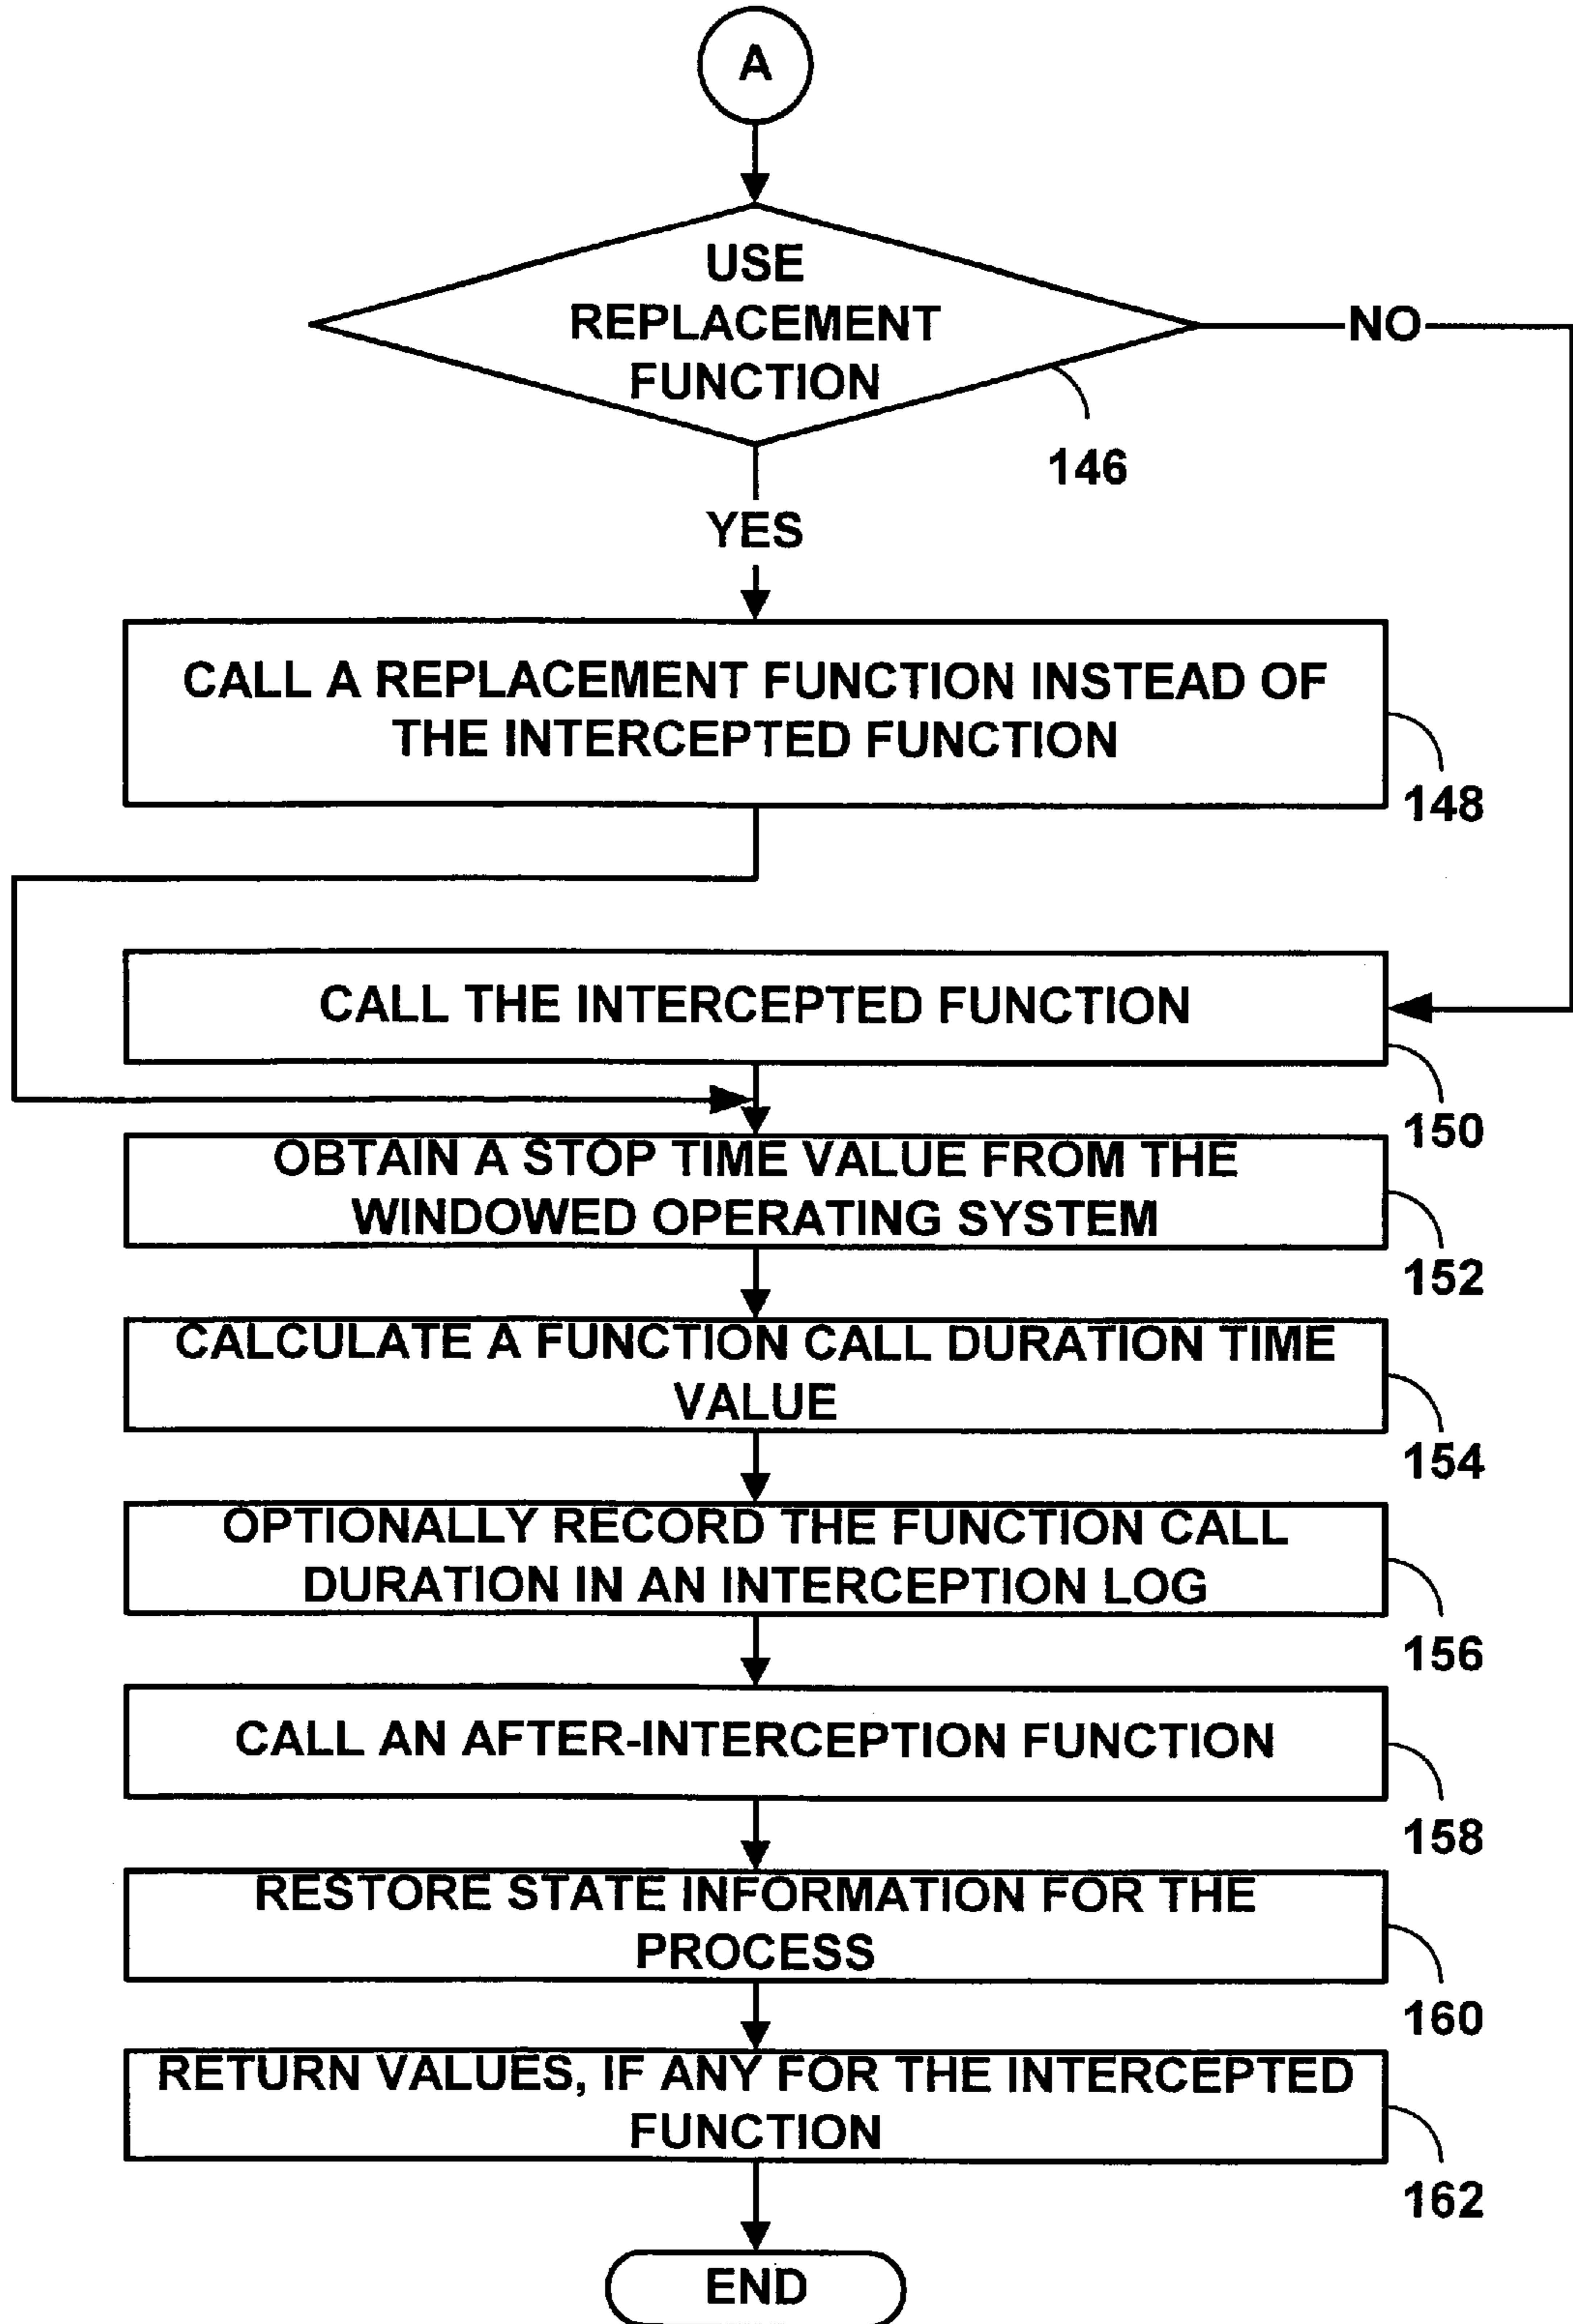 A
USE
REPLACEMENT
FUNCTION
NO
146
YES
CALL A REPLACEMENT FUNCTION INSTEAD OF
THE INTERCEPTED FUNCTION
148
CALL THE INTERCEPTED FUNCTION
150
OBTAIN A STOP TIME VALUE FROM THE
WINDOWED OPERATING SYSTEM
152
CALCULATE A FUNCTION CALL DURATION TIME
VALUE
154
OPTIONALLY RECORD THE FUNCTION CALL
DURATION IN AN INTERCEPTION LOG
156
CALL AN AFTER-INTERCEPTION FUNCTION
158
RESTORE STATE INFORMATION FOR THE
PROCESS
160
RETURN VALUES, IF ANY FOR THE INTERCEPTED
FUNCTION
162
END